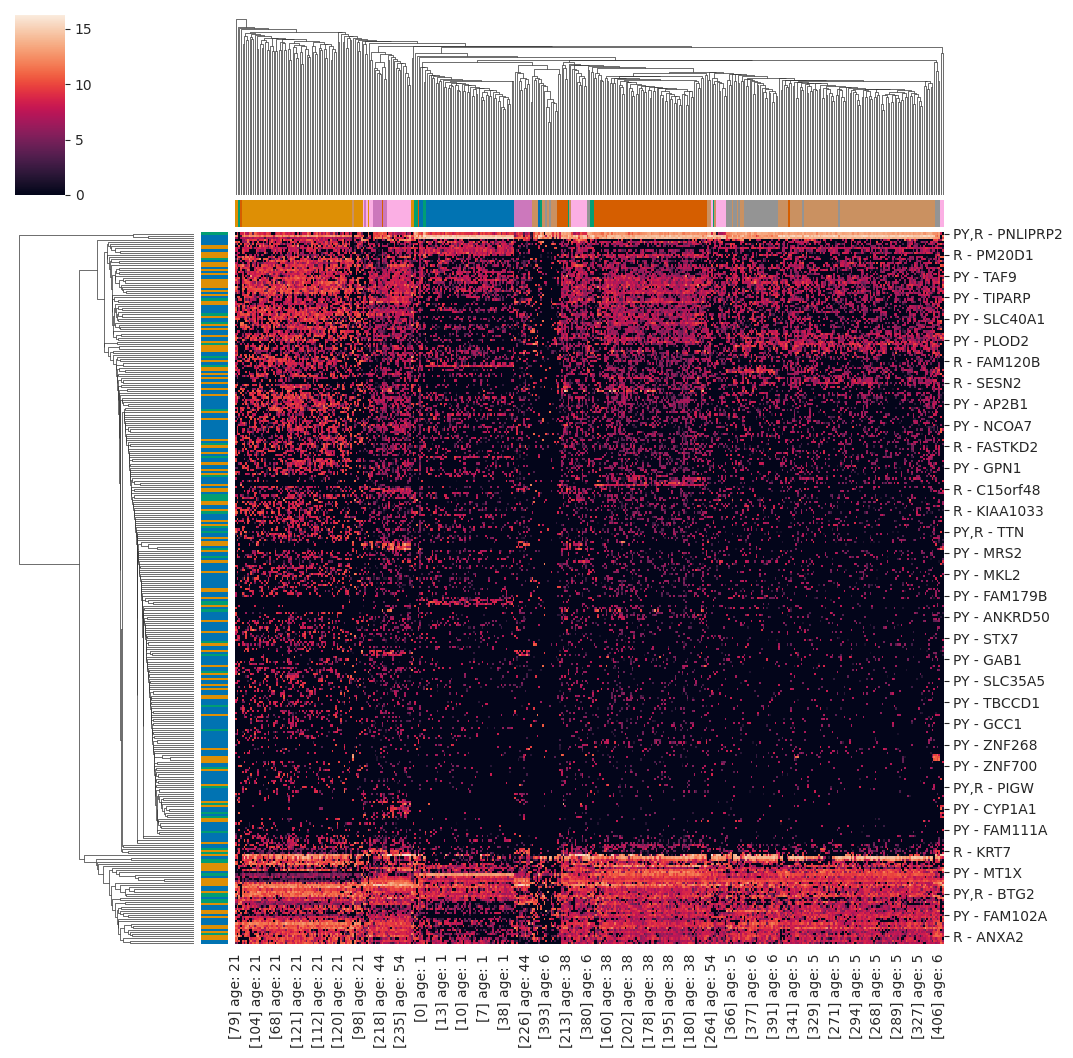 15
10
5
0
PY,R - PNLIPRP2
R - PM20D1
PY - TAF9
PY - TIPARP
PY - SLC40A1
PY - PLOD2
R - FAM120B
R - SESN2
PY - AP2B1
PY - NCOA7
R - FASTKD2
PY - GPN1
R - C15orf48
R - KIAA1033
PY,R - TTN
PY - MRS2
PY - MKL2
PY - FAM179B
PY - ANKRD50
PY - STX7
PY - GAB1
PY - SLC35A5
PY - TBCCD1
PY - GCC1
PY - ZNF268
PY - ZNF700
PY,R - PIGW
PY - CYP1A1
PY - FAM111A
R - KRT7
PY - MT1X
PY,R - BTG2
PY - FAM102A
R - ANXA2
[79] age: 21
[104] age: 21
[68] age: 21
[121] age: 21
[112] age: 21
[120] age: 21
[98] age: 21
[218] age: 44
[235] age: 54
[0] age: 1
[13] age: 1
[10] age: 1
[7] age: 1
[38] age: 1
[226] age: 44
[393] age: 6
[213] age: 38
[380] age: 6
[160] age: 38
[202] age: 38
[178] age: 38
[195] age: 38
[180] age: 38
[264] age: 54
[366] age: 5
[377] age: 6
[391] age: 6
[341] age: 5
[329] age: 5
[271] age: 5
[294] age: 5
[268] age: 5
[289] age: 5
[327] age: 5
[406] age: 6